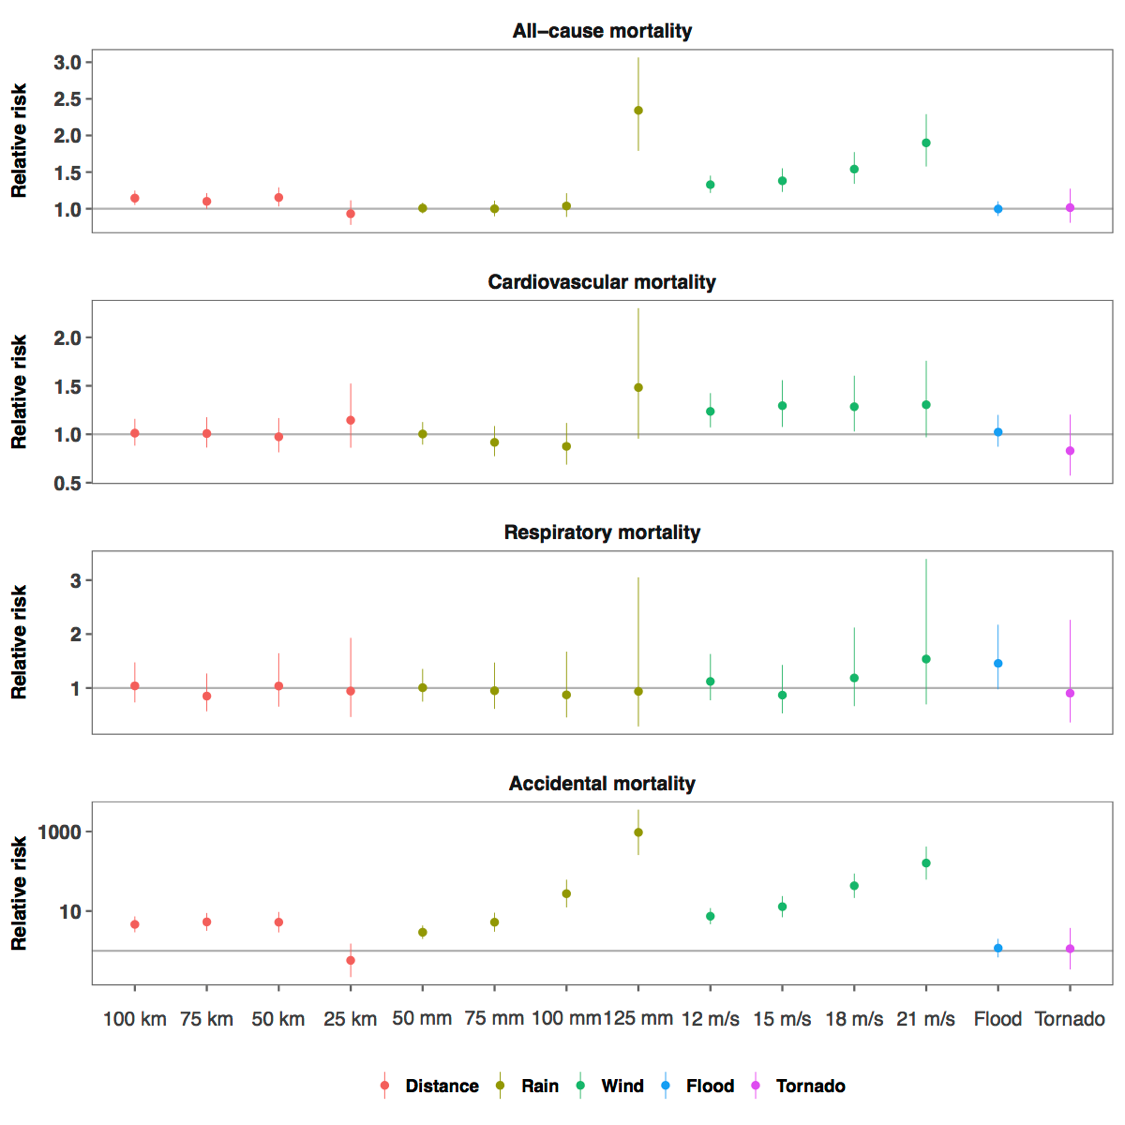 All−cause mortality
Relative risk
3.0
2.5
2.0
1.5
1.0
Cardiovascular mortality
Relative risk
2.0
1.5
1.0
0.5
Respiratory mortality
Relative risk
3
2
1
Accidental mortality
Relative risk
1000
10
100 km 75 km 50 km 25 km 50 mm 75 mm 100 mm 125 mm 12 m/s 15 m/s 18 m/s 21 m/s Flood Tornado
Distance Rain Wind Flood Tornado